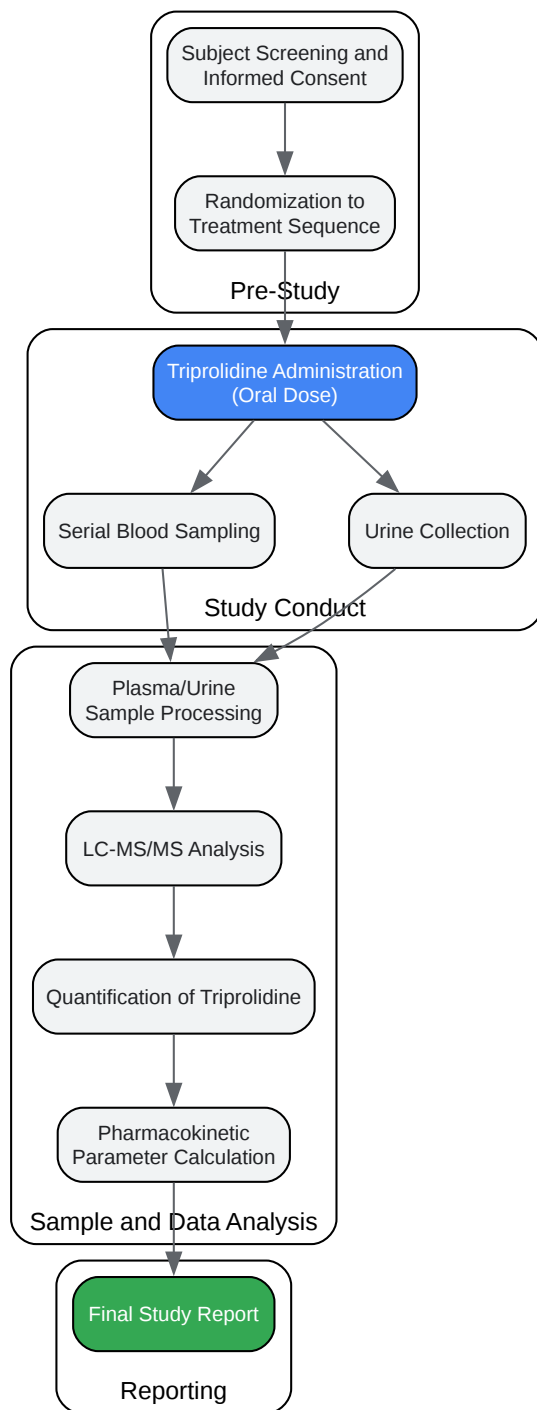 Subject Screening and
Informed Consent
Randomization to
Treatment Sequence
Pre-Study
Triprolidine Administration
(Oral Dose)
Serial Blood Sampling
Urine Collection
Study Conduct
Plasma/Urine
Sample Processing
LC-MS/MS Analysis
Quantification of Triprolidine
Pharmacokinetic
Parameter Calculation
Sample and Data Analysis
Final Study Report
Reporting